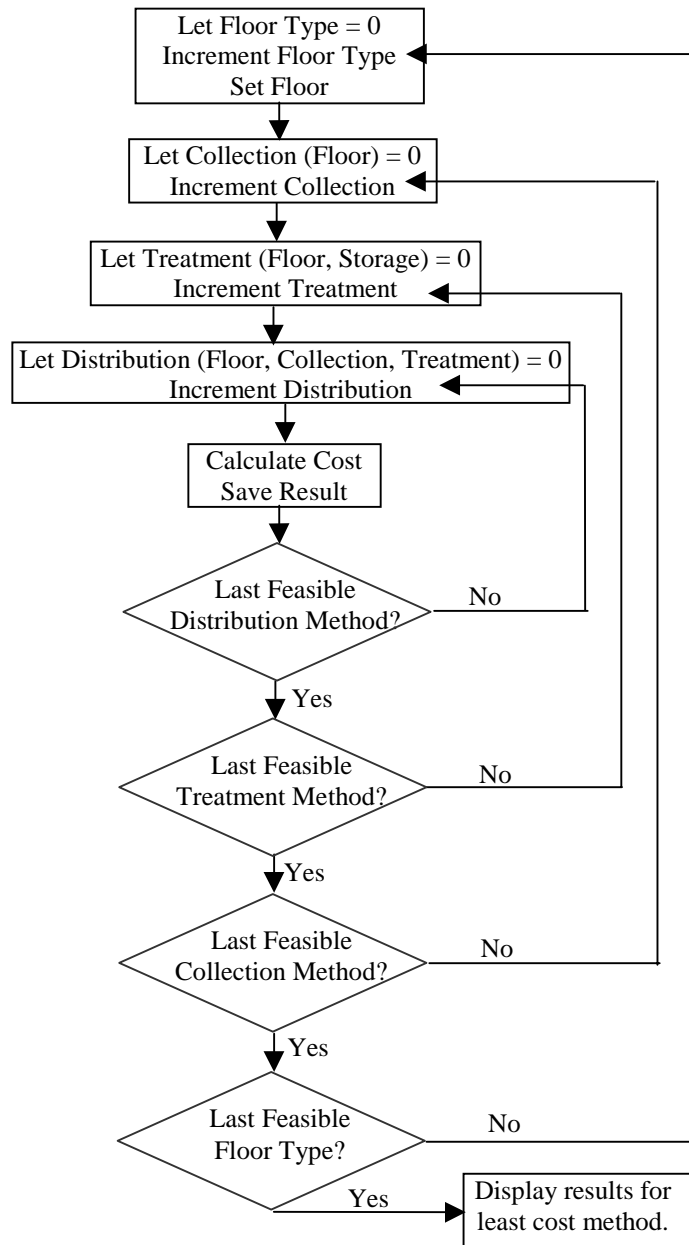 Let Floor Type = 0
Increment Floor Type
Set Floor
Let Collection (Floor) = 0
Increment Collection
Let Treatment (Floor, Storage) = 0
Increment Treatment
Let Distribution (Floor, Collection, Treatment) = 0
Increment Distribution
Calculate Cost
Save Result
Last Feasible
Distribution Method?
No
Yes
Last Feasible
Treatment Method?
No
Yes
Last Feasible
Collection Method?
No
Yes
Last Feasible
Floor Type?
No
Yes
Display results for
least cost method.